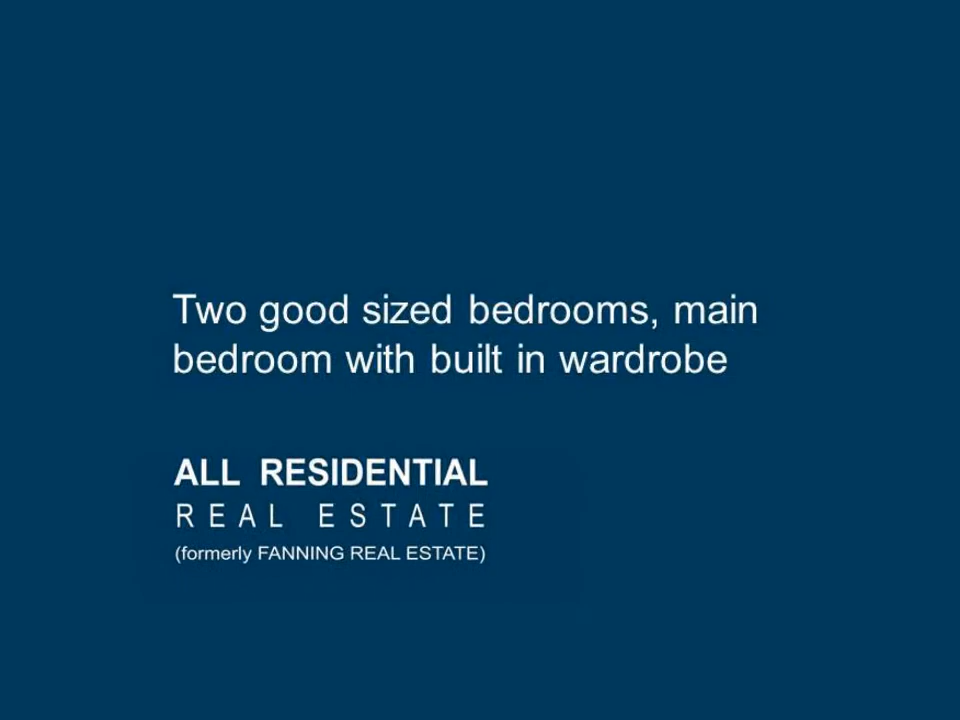 Two good sized bedrooms, main
bedroom with built in wardrobe
ALL RESIDENTIAL
REAL ESTATE
(formerly FANNING REAL ESTATE)